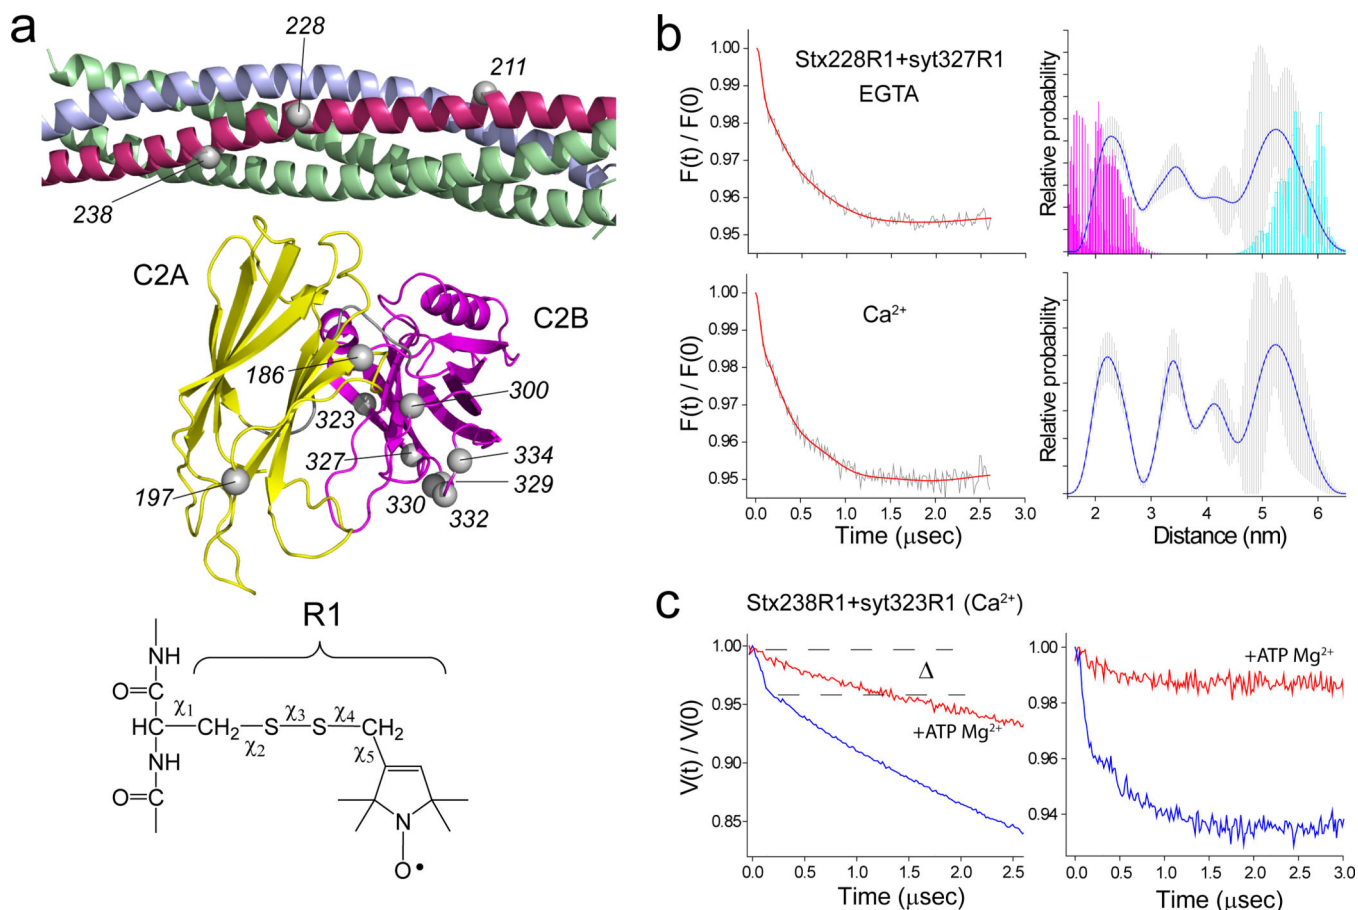 a
228
211
238
C2A
C2B
186
300
323
327
334
197
330
329
332
R1
NH
O
χ1
CH
CH2
S
χ3
S
χ4
CH2
χ2
NH
χ5
O
N
O•
b
Stx228R1+syt327R1
EGTA
F(t) / F(0)
1.00
0.99
0.98
0.97
0.96
0.95
Relative probability
Ca2+
F(t) / F(0)
1.00
0.99
0.98
0.97
0.96
0.95
0.0 0.5 1.0 1.5 2.0 2.5 3.0
Time (μsec)
Relative probability
2 3 4 5 6
Distance (nm)
c
Stx238R1+syt323R1 (Ca2+)
V(t) / V(0)
1.00
0.95
0.90
0.85
Δ
+ATP Mg2+
0.0 0.5 1.0 1.5 2.0 2.5
Time (μsec)
1.00
0.98
0.96
0.94
+ATP Mg2+
0.0 0.5 1.0 1.5 2.0 2.5 3.0
Time (μsec)